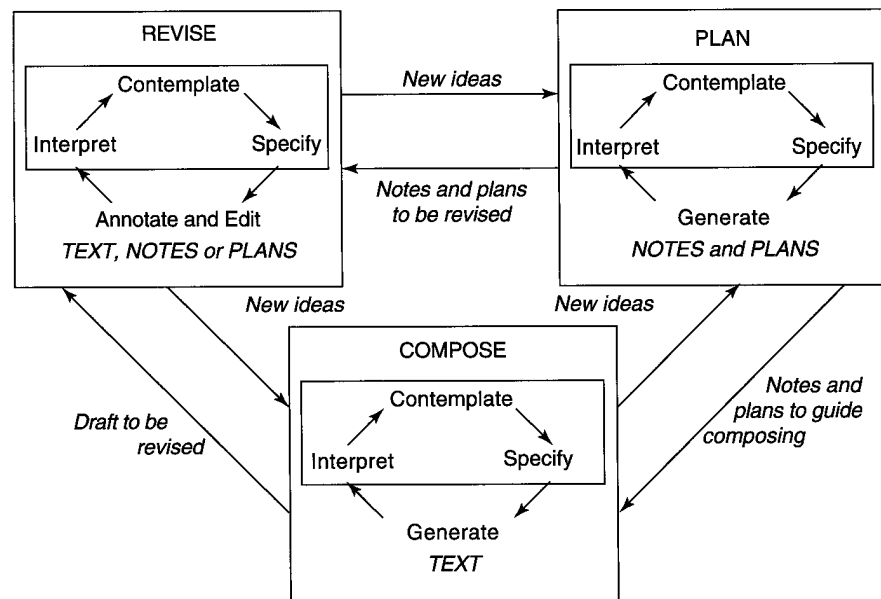 REVISE
Contemplate
Interpret
Specify
Annotate and Edit
TEXT, NOTES or PLANS
New ideas
Notes and plans
to be revised
PLAN
Contemplate
Interpret
Specify
Generate
NOTES and PLANS
New ideas
New ideas
Draft to be
revised
COMPOSE
Contemplate
Interpret
Specify
Generate
TEXT
Notes and
plans to guide
composing